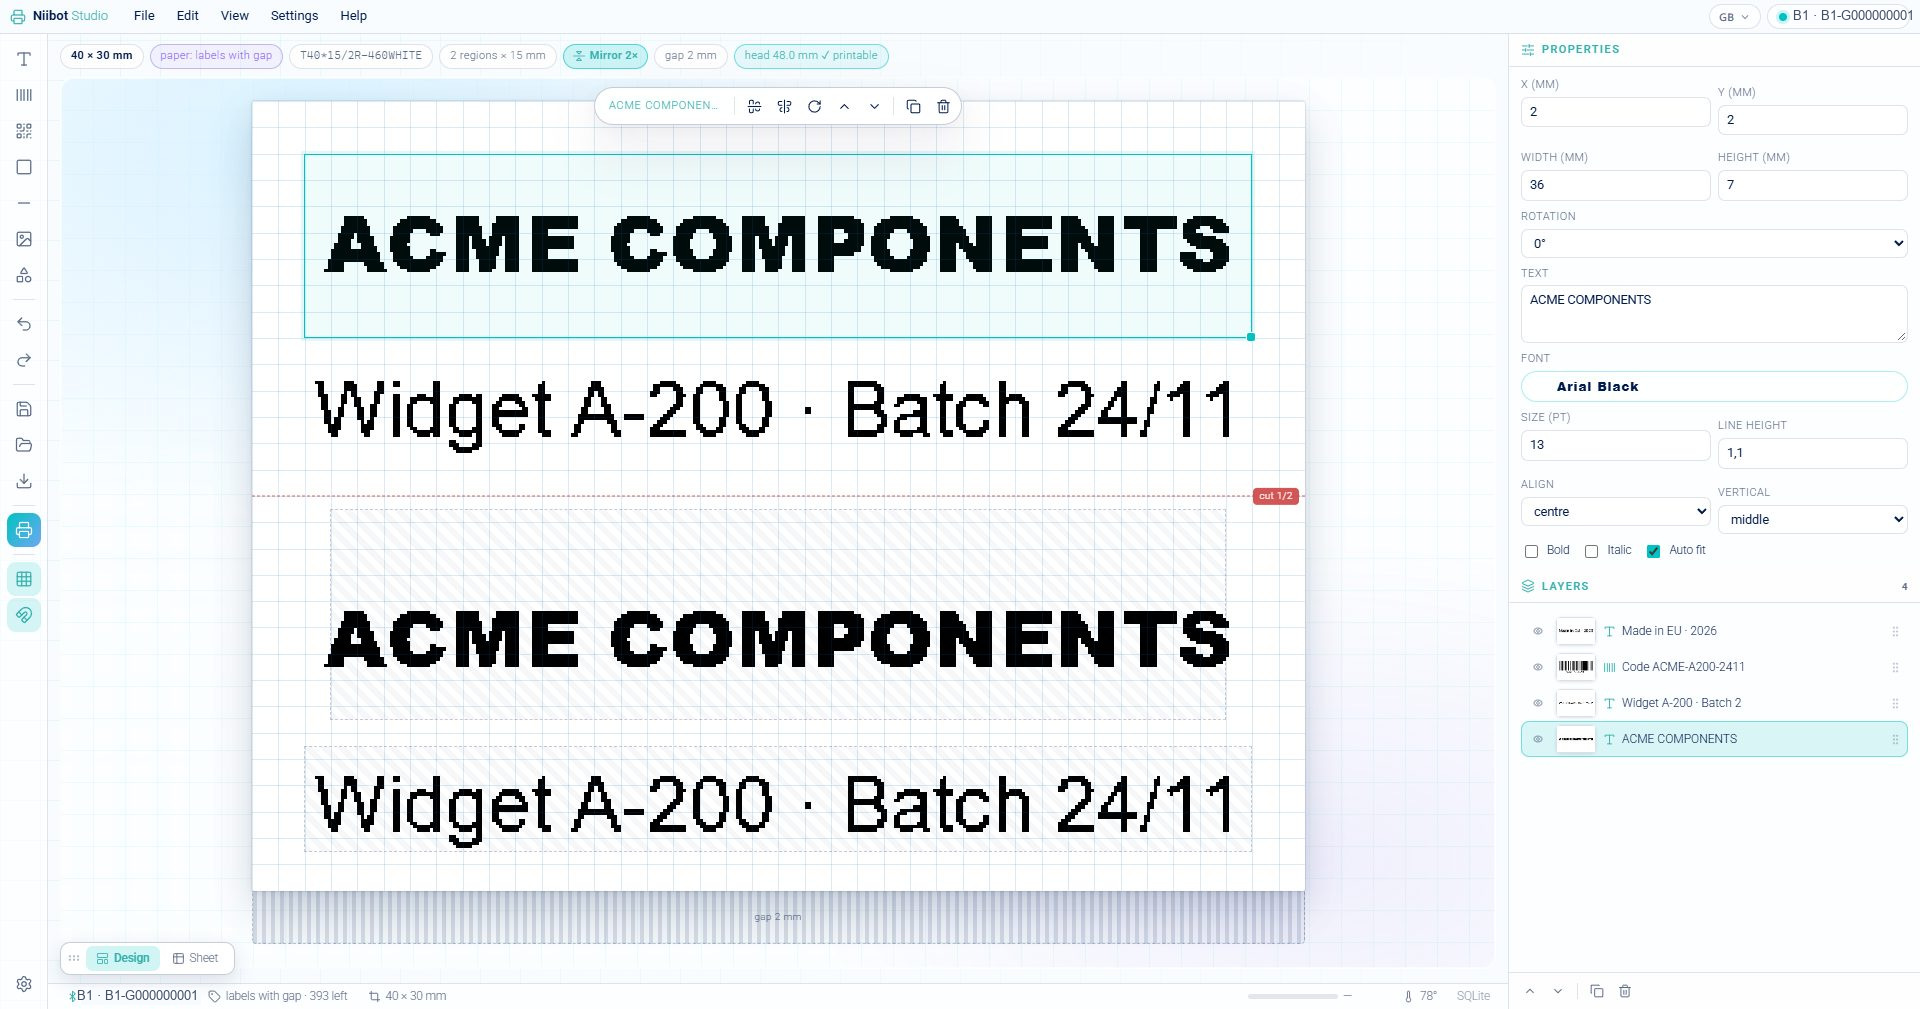 Niibot Studio File Edit View Settings Help GB B1 · B1-G000000001
40 × 30 mm paper: labels with gap T40*15/2R-460WHITE 2 regions × 15 mm Mirror 2× gap 2 mm head 48.0 mm ✓ printable
ACME COMPONEN…
ACME COMPONENTS
Widget A-200 · Batch 24/11
cut 1/2
ACME COMPONENTS
Widget A-200 · Batch 24/11
gap 2 mm
Design Sheet
B1 · B1-G000000001 labels with gap · 393 left 40 × 30 mm 78° SQLite
PROPERTIES
X (MM) Y (MM)
2 2
WIDTH (MM) HEIGHT (MM)
36 7
ROTATION
0°
TEXT
ACME COMPONENTS
FONT
Arial Black
SIZE (PT) LINE HEIGHT
13 1,1
ALIGN VERTICAL
centre middle
Bold Italic Auto fit
LAYERS 4
Made in EU · 2026
Code ACME-A200-2411
Widget A-200 · Batch 2
ACME COMPONENTS